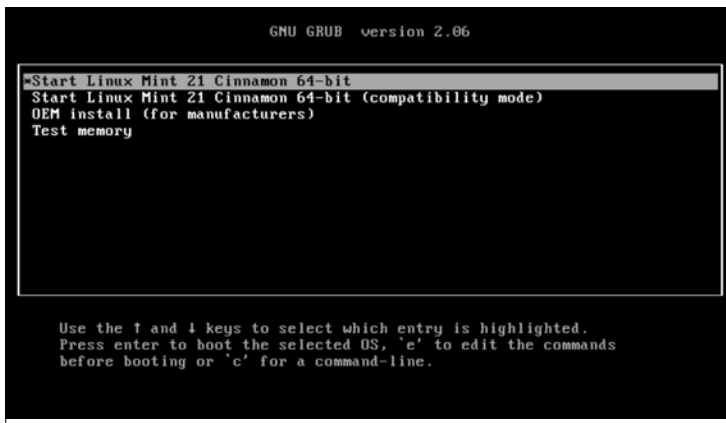 GNU GRUB  version 2.06
*Start Linux Mint 21 Cinnamon 64-bit
Start Linux Mint 21 Cinnamon 64-bit (compatibility mode)
OEM install (for manufacturers)
Test memory
Use the ↑ and ↓ keys to select which entry is highlighted.
Press enter to boot the selected OS, `e' to edit the commands
before booting or `c' for a command-line.